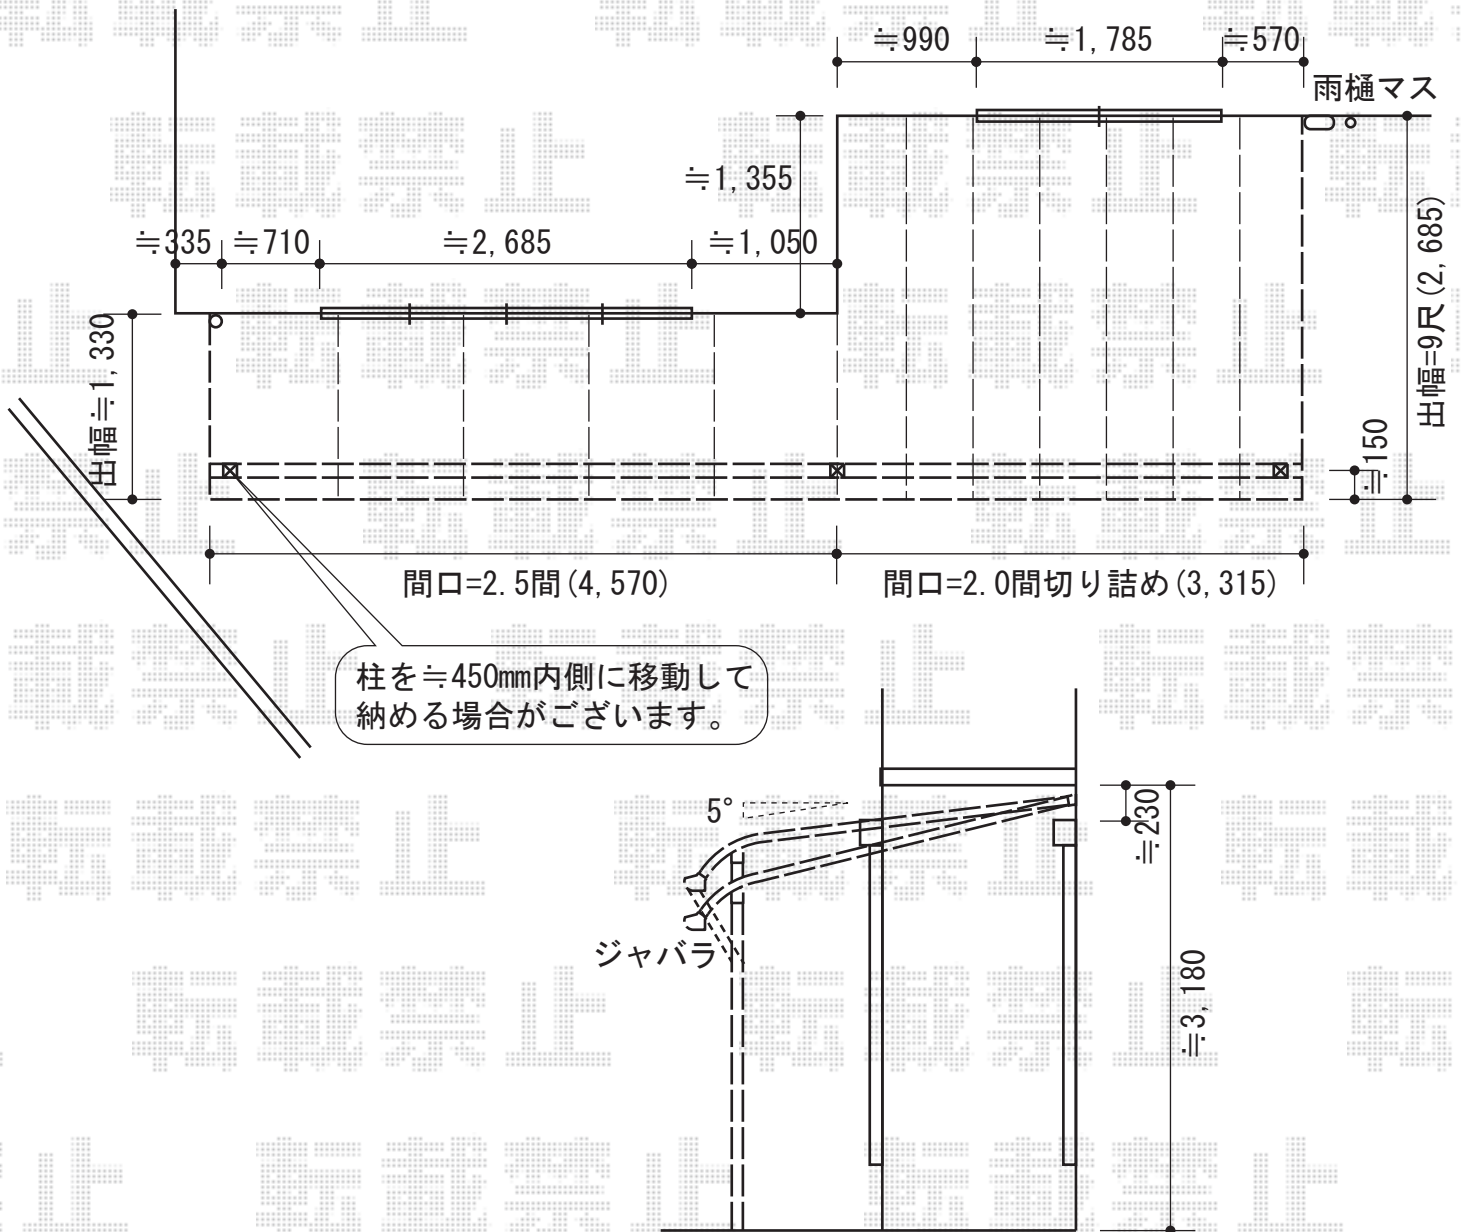 ≒990
≒1,785
≒570
雨樋マス
≒1,355
≒335
≒710
≒2,685
≒1,050
出幅≒1,330
出幅=9尺(2,685)
≒150
間口=2.5間(4,570)
間口=2.0間切り詰め(3,315)
柱を≒450mm内側に移動して
納める場合がございます。
5°
≒230
ジャバラ
≒3,180
転載禁止